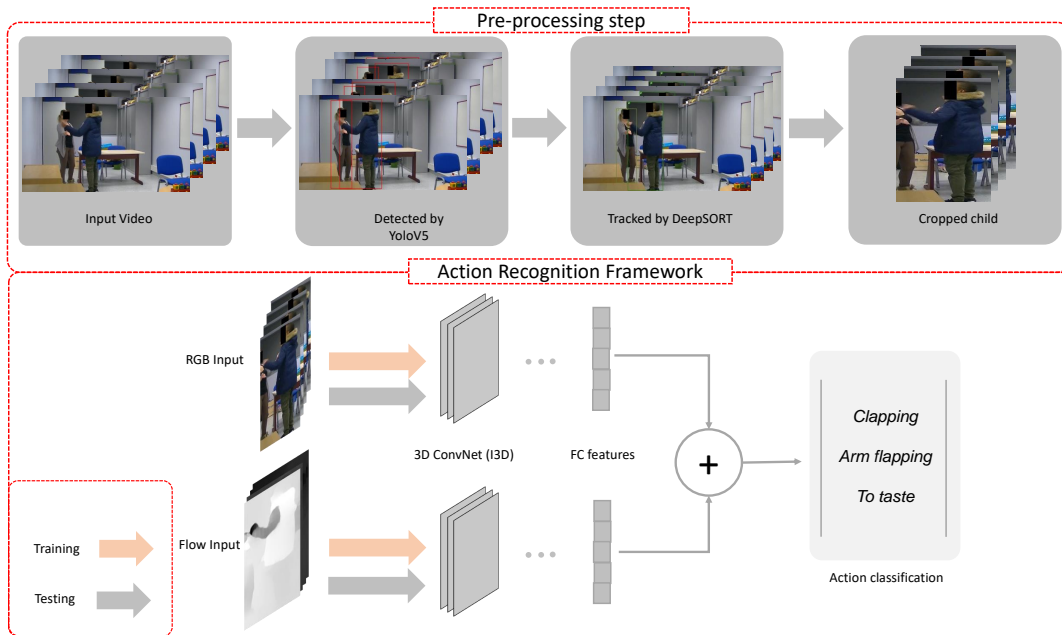 Pre-processing step
Input Video
Detected by
YoloV5
Tracked by DeepSORT
Cropped child
Action Recognition Framework
RGB Input
3D ConvNet (I3D)
FC features
+
Clapping
Arm flapping
To taste
Flow Input
Training
Testing
Action classification